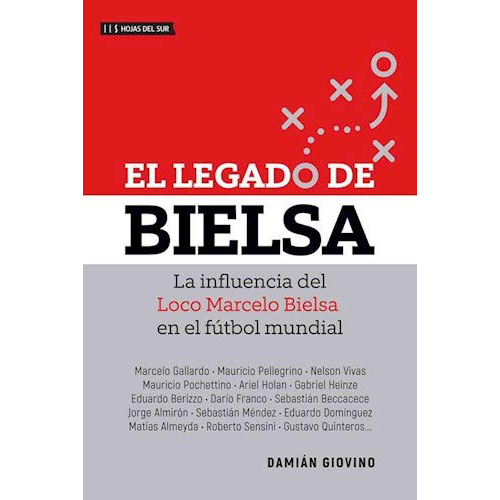 HOJAS DEL SUR
EL LEGADO DE
BIELSA
La influencia del
Loco Marcelo Bielsa
en el fútbol mundial
Marcelo Gallardo · Mauricio Pellegrino · Nelson Vivas
Mauricio Pochettino · Ariel Holan · Gabriel Heinze
Eduardo Berizzo · Darío Franco · Sebastián Beccacece
Jorge Almirón · Sebastián Méndez · Eduardo Dominguez
Matías Almeyda · Roberto Sensini · Gustavo Quinteros...
DAMIÁN GIOVINO